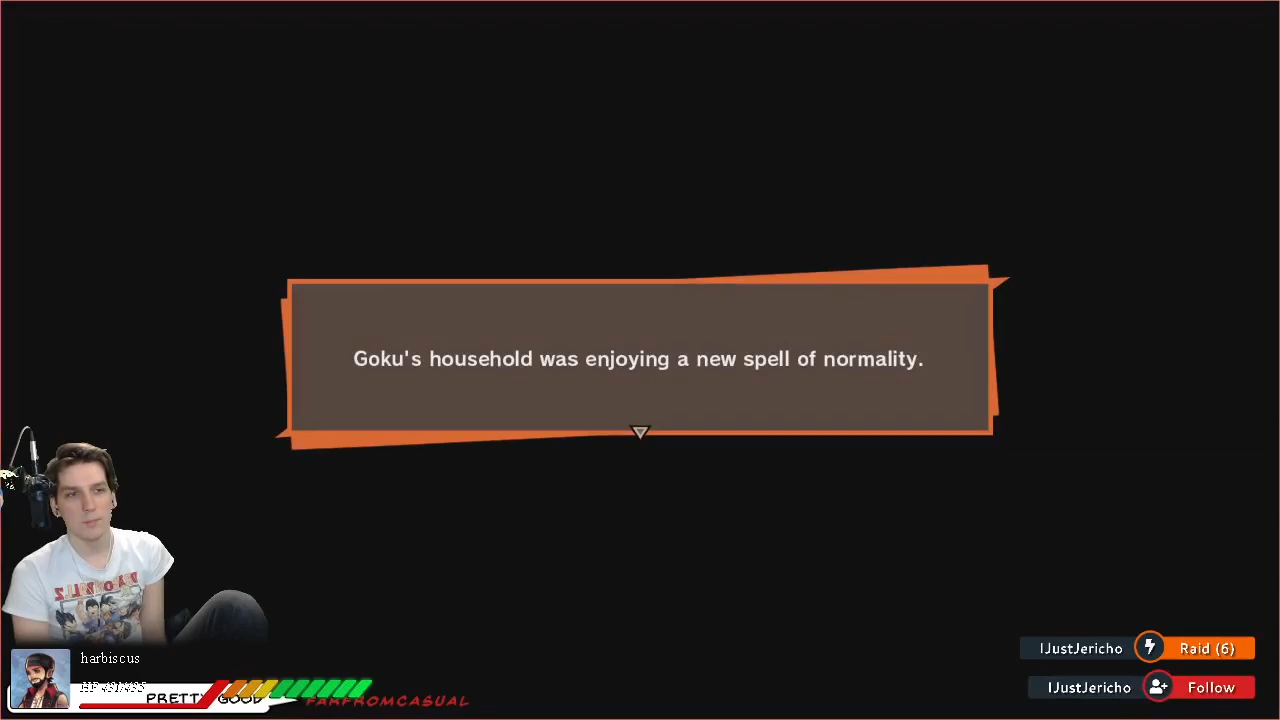 Goku's household was enjoying a new spell of normality.
IJustJericho Raid (6)
harbiscus
IJustJericho Follow
PRETTY GOOD
FARFROMCASUAL